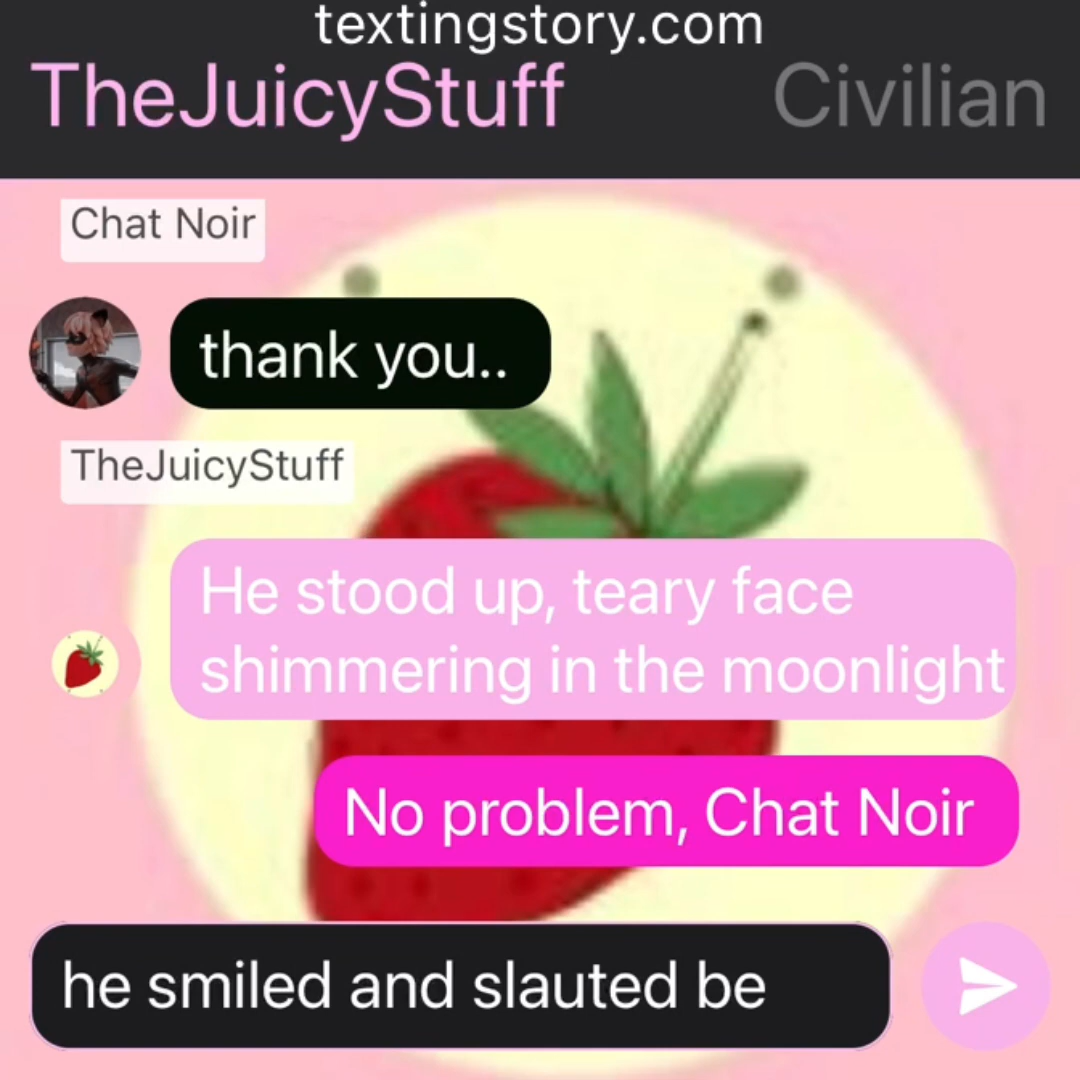 textingstory.com
TheJuicyStuff Civilian
Chat Noir
thank you..
TheJuicyStuff
He stood up, teary face
shimmering in the moonlight
No problem, Chat Noir
he smiled and slauted be